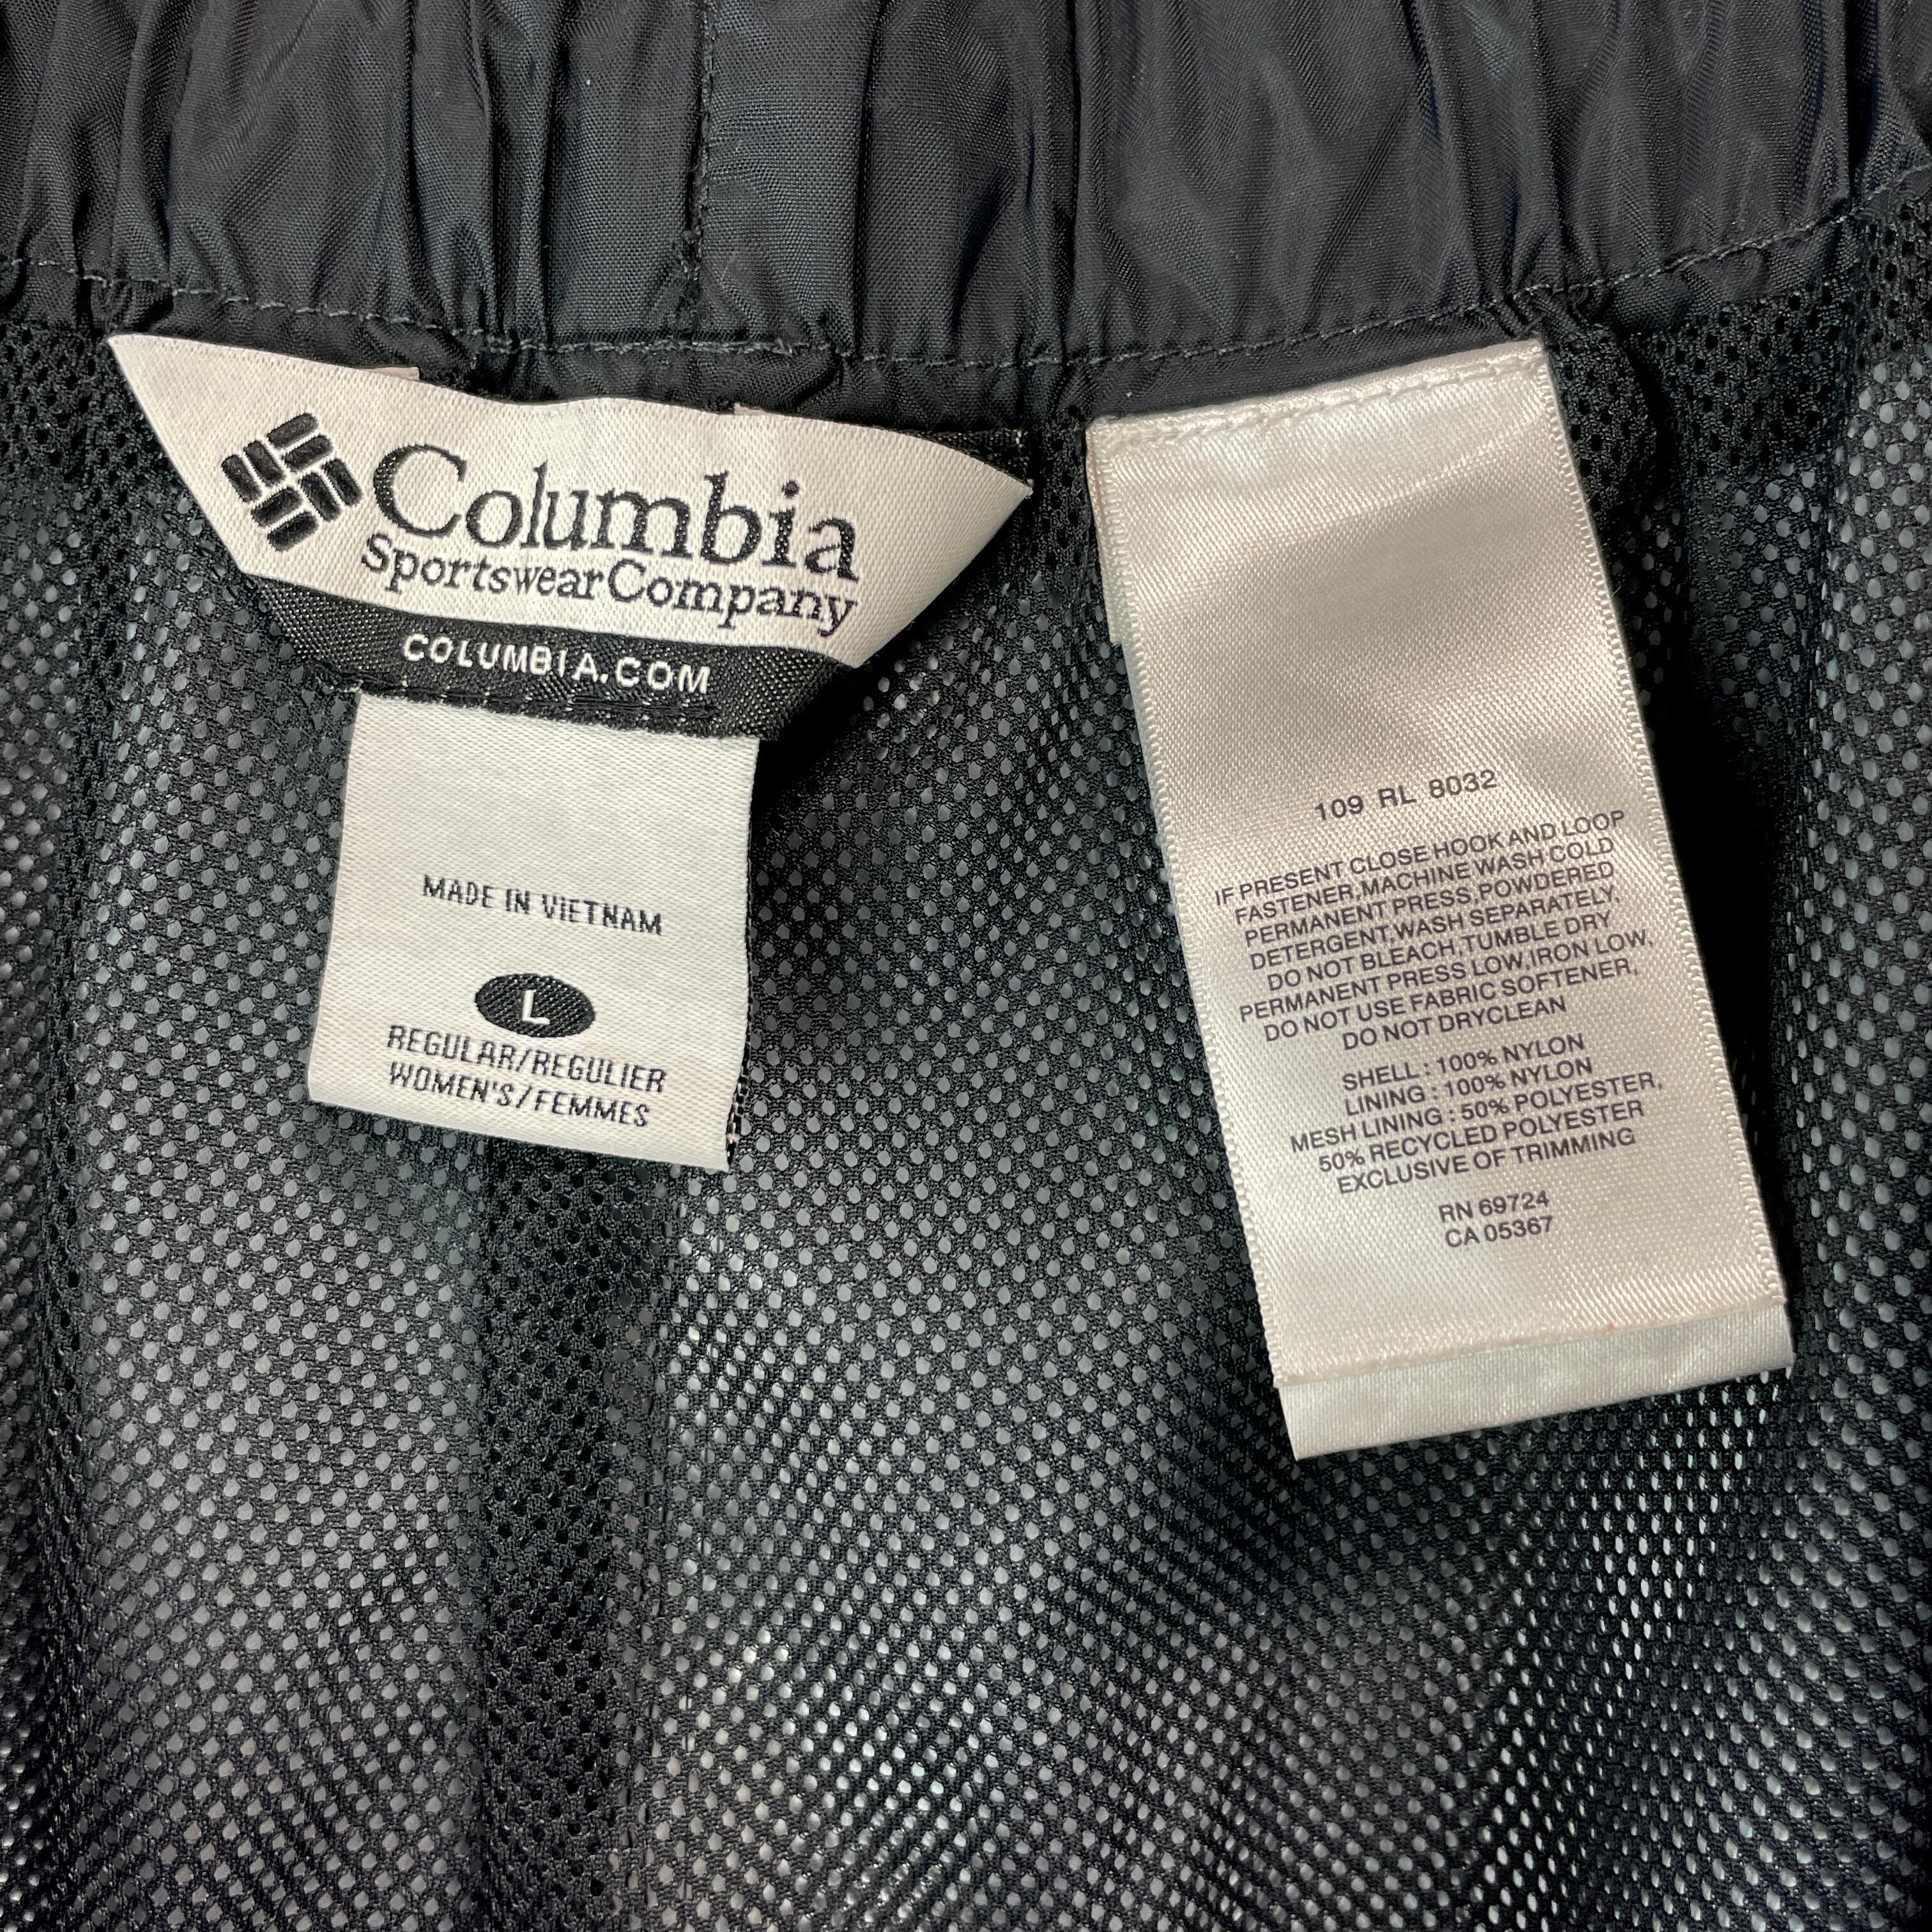 Columbia
Sportswear Company
COLUMBIA.COM
MADE IN VIETNAM
L
REGULAR/REGULIER
WOMEN'S/FEMMES
109 RL 8032
IF PRESENT CLOSE HOOK AND LOOP
FASTENER,MACHINE WASH COLD
PERMANENT PRESS,POWDERED
DETERGENT,WASH SEPARATELY,
DO NOT BLEACH,TUMBLE DRY
PERMANENT PRESS LOW,IRON LOW,
DO NOT USE FABRIC SOFTENER,
DO NOT DRYCLEAN
SHELL : 100% NYLON
LINING : 100% NYLON
MESH LINING : 50% POLYESTER,
50% RECYCLED POLYESTER
EXCLUSIVE OF TRIMMING
RN 69724
CA 05367